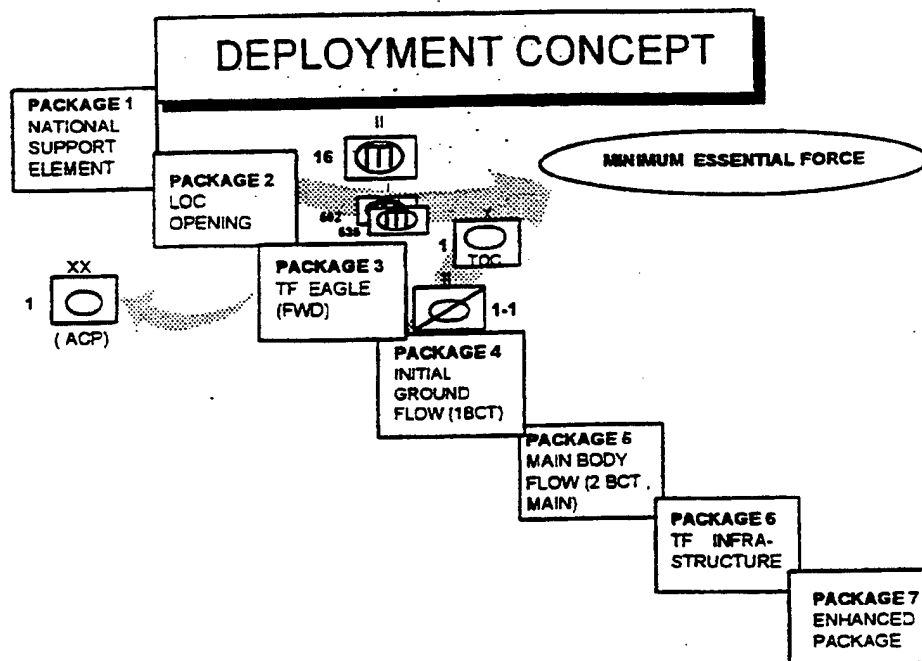 DEPLOYMENT CONCEPT
PACKAGE 1
NATIONAL
SUPPORT
ELEMENT
PACKAGE 2
LOC
OPENING
II
16
I
MINIMUM ESSENTIAL FORCE
X
1
TOC
PACKAGE 3
TF EAGLE
(FWD)
XX
1
(ACP)
II
1-1
PACKAGE 4
INITIAL
GROUND
FLOW (1BCT)
PACKAGE 5
MAIN BODY
FLOW (2 BCT,
MAIN)
PACKAGE 6
TF INFRA-
STRUCTURE
PACKAGE 7
ENHANCED
PACKAGE